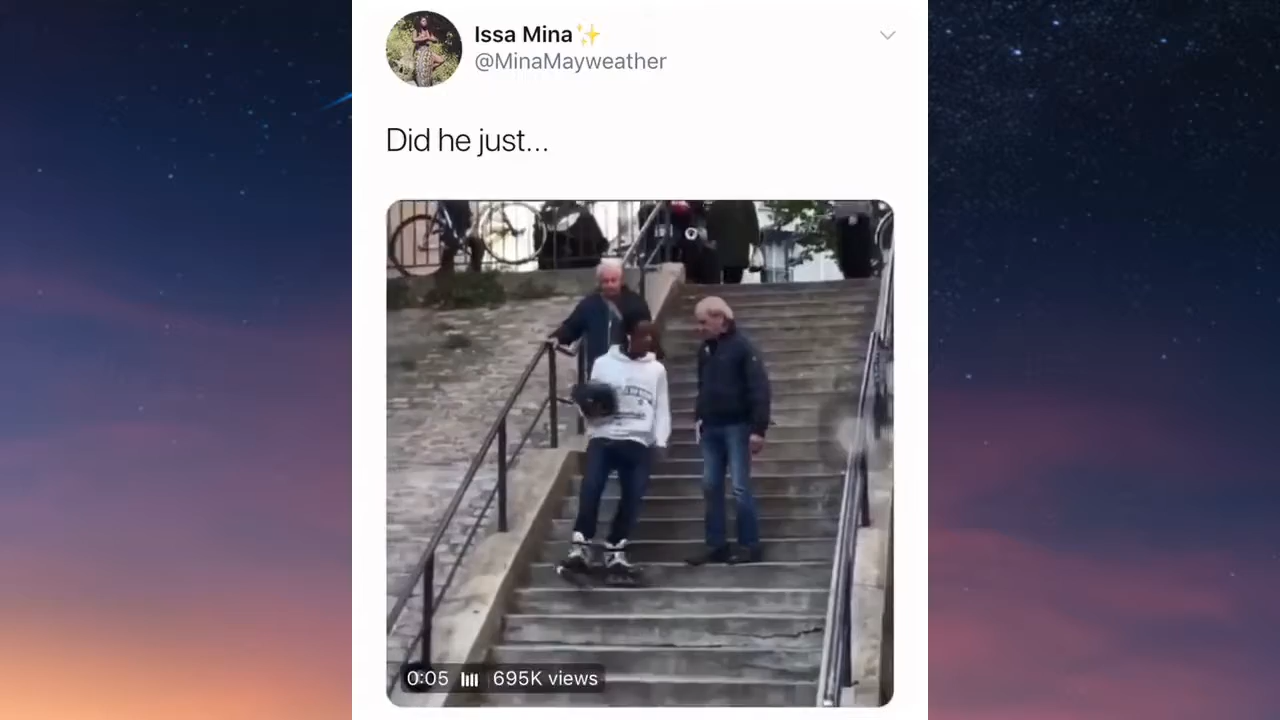 Issa Mina✨
@MinaMayweather
Did he just...
0:05 695K views